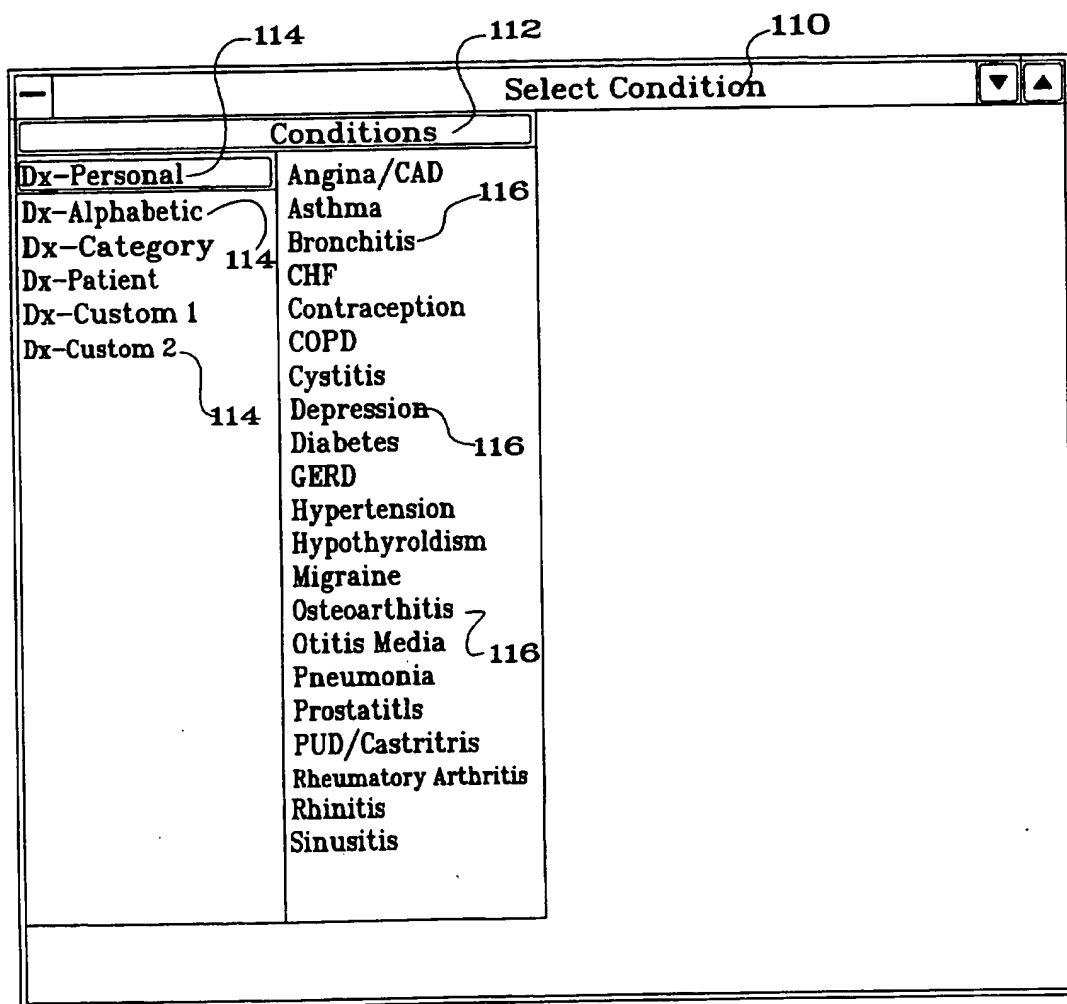 114 112 110
Select Condition
Conditions
Dx-Personal
Dx-Alphabetic
Dx-Category
114
Dx-Patient
Dx-Custom 1
Dx-Custom 2
114
Angina/CAD
116
Asthma
Bronchitis
CHF
Contraception
COPD
Cystitis
Depression
Diabetes
116
GERD
Hypertension
Hypothyroldism
Migraine
Osteoarthitis
Otitis Media
116
Pneumonia
Prostatitls
PUD/Castritris
Rheumatory Arthritis
Rhinitis
Sinusitis